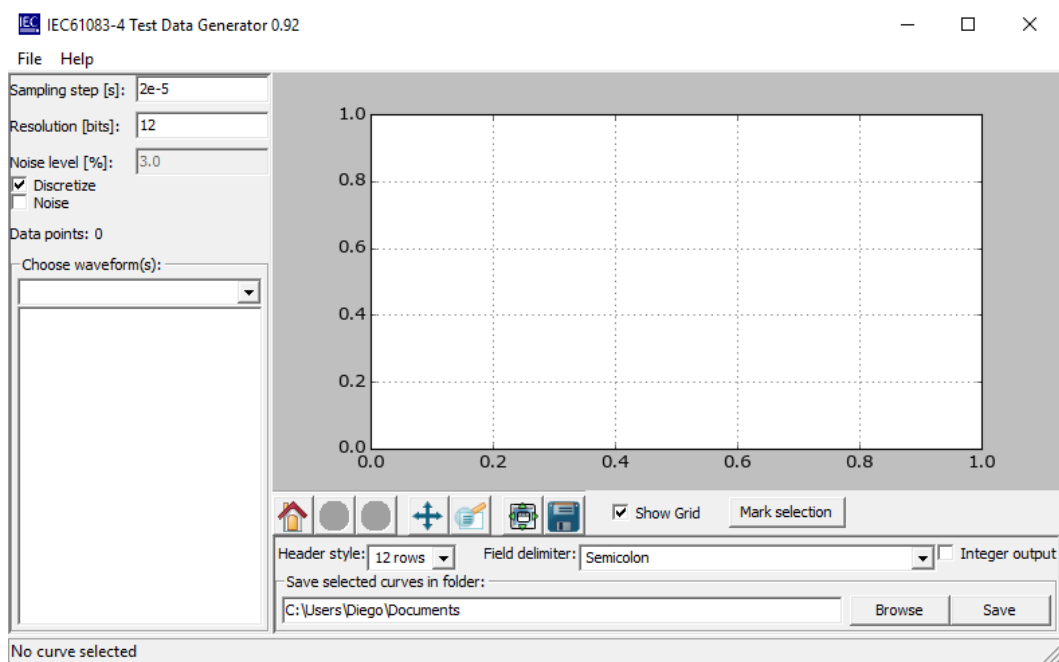 IEC IEC61083-4 Test Data Generator 0.92
File Help
Sampling step [s]: 2e-5
Resolution [bits]: 12
Noise level [%]: 3.0
Discretize
Noise
Data points: 0
Choose waveform(s):
1.0
0.8
0.6
0.4
0.2
0.0
0.0 0.2 0.4 0.6 0.8 1.0
Show Grid Mark selection
Header style: 12 rows Field delimiter: Semicolon Integer output
Save selected curves in folder:
C:\Users\Diego\Documents Browse Save
No curve selected